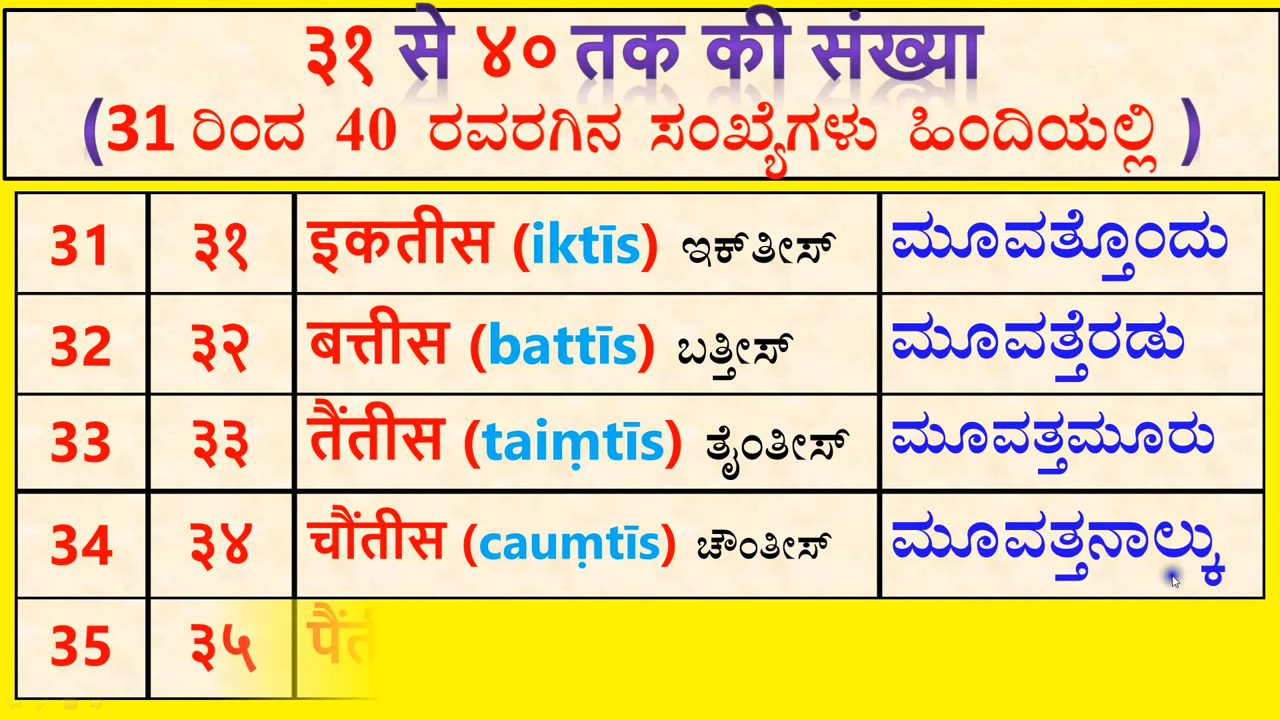 ३१ से ४० तक की संख्या
(31 ರಿಂದ 40 ರವರಗಿನ ಸಂಖ್ಯೆಗಳು ಹಿಂದಿಯಲ್ಲಿ )
31 ३१ इकतीस (iktīs) ಇಕ್ತೀಸ್ ಮೂವತ್ತೊಂದು
32 ३२ बत्तीस (battīs) ಬತ್ತೀಸ್ ಮೂವತ್ತೆರಡು
33 ३३ तैंतीस (taiṃtīs) ತೈಂತೀಸ್ ಮೂವತ್ತಮೂರು
34 ३४ चौंतीस (cauṃtīs) ಚೌಂತೀಸ್ ಮೂವತ್ತನಾಲ್ಕು
35 ३५